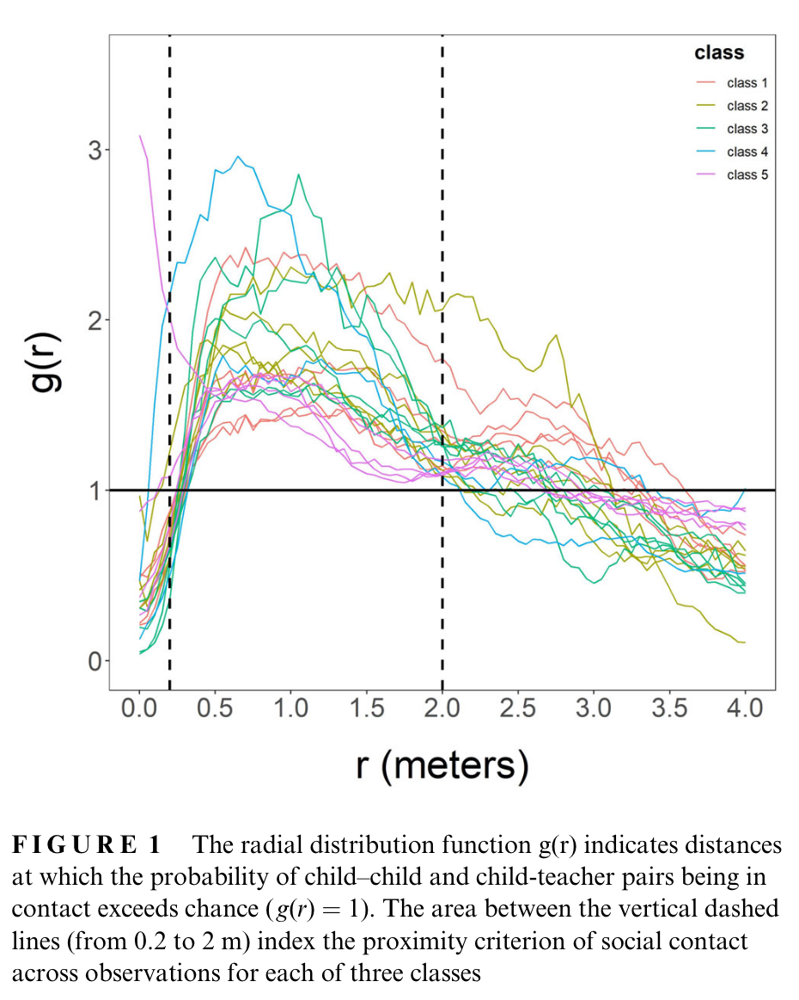 class
class 1
class 2
class 3
class 4
class 5
3
2
1
0
g(r)
0.0 0.5 1.0 1.5 2.0 2.5 3.0 3.5 4.0
r (meters)
FIGURE 1 The radial distribution function g(r) indicates distances
at which the probability of child–child and child-teacher pairs being in
contact exceeds chance (g(r) = 1). The area between the vertical dashed
lines (from 0.2 to 2 m) index the proximity criterion of social contact
across observations for each of three classes